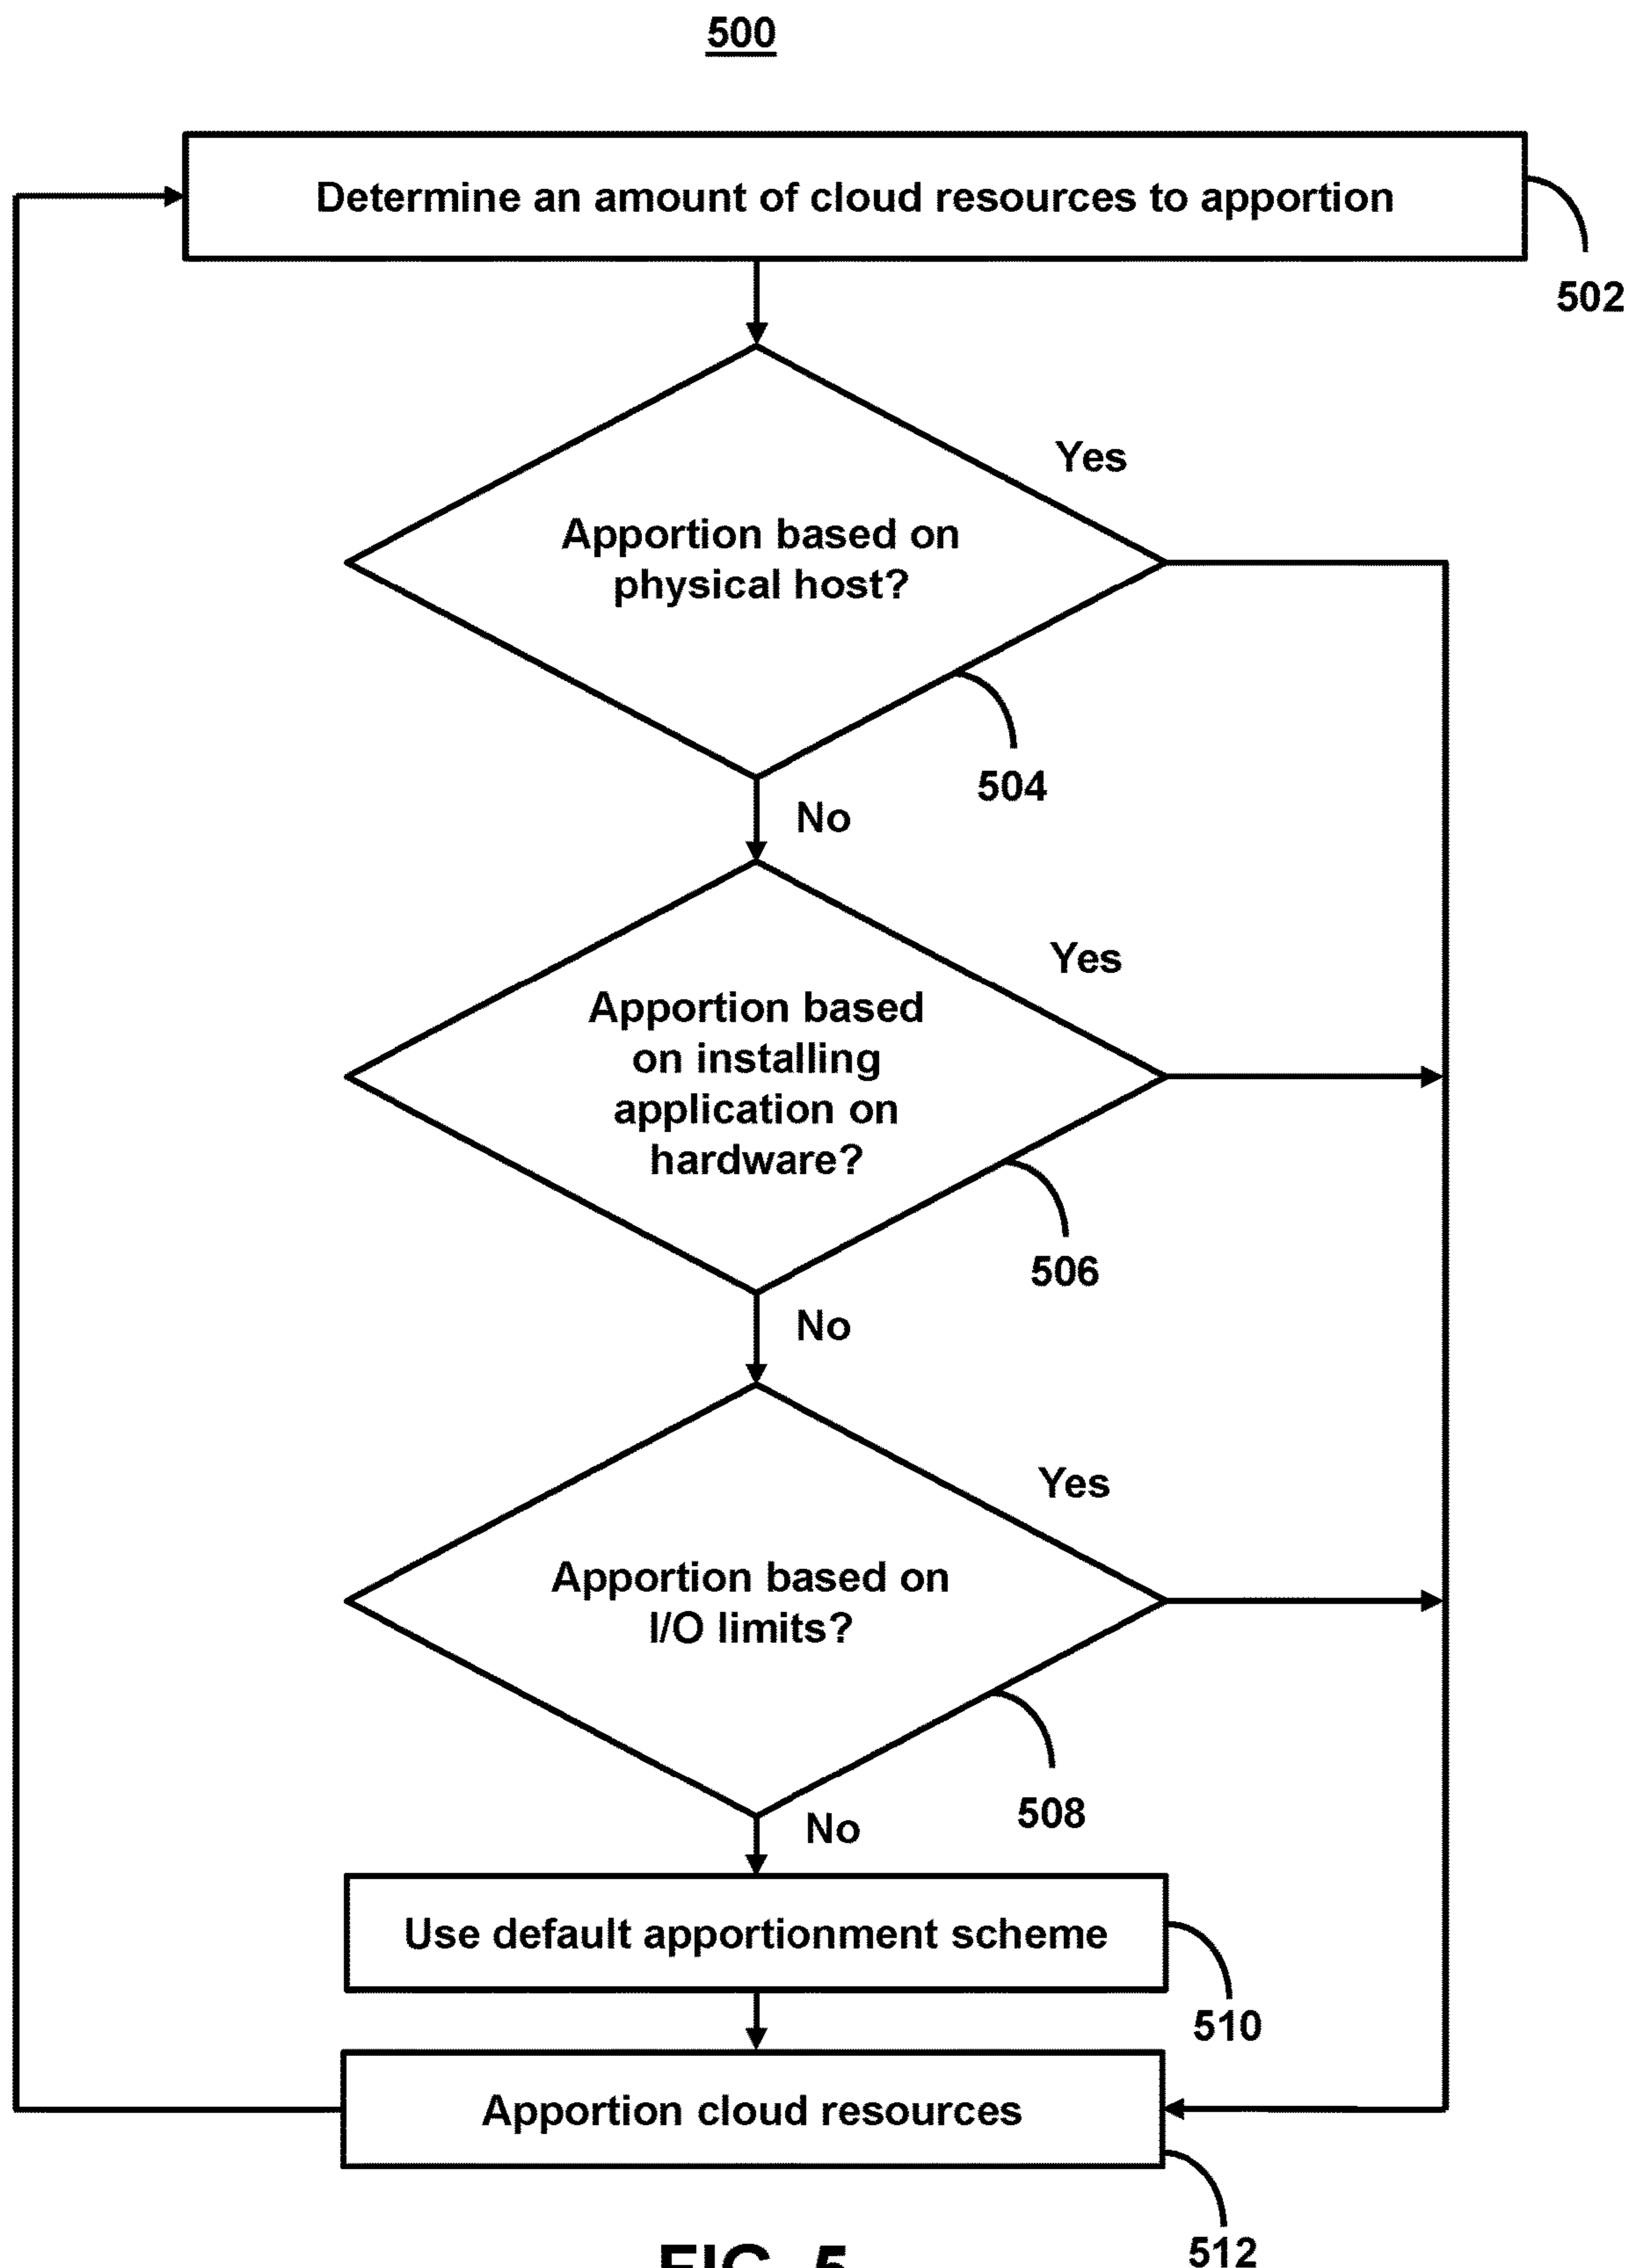 500
Determine an amount of cloud resources to apportion
502
Yes
Apportion based on
physical host?
504
No
Yes
Apportion based
on installing
application on
hardware?
506
No
Yes
Apportion based on
I/O limits?
508
No
Use default apportionment scheme
510
Apportion cloud resources
512
FIG. 5